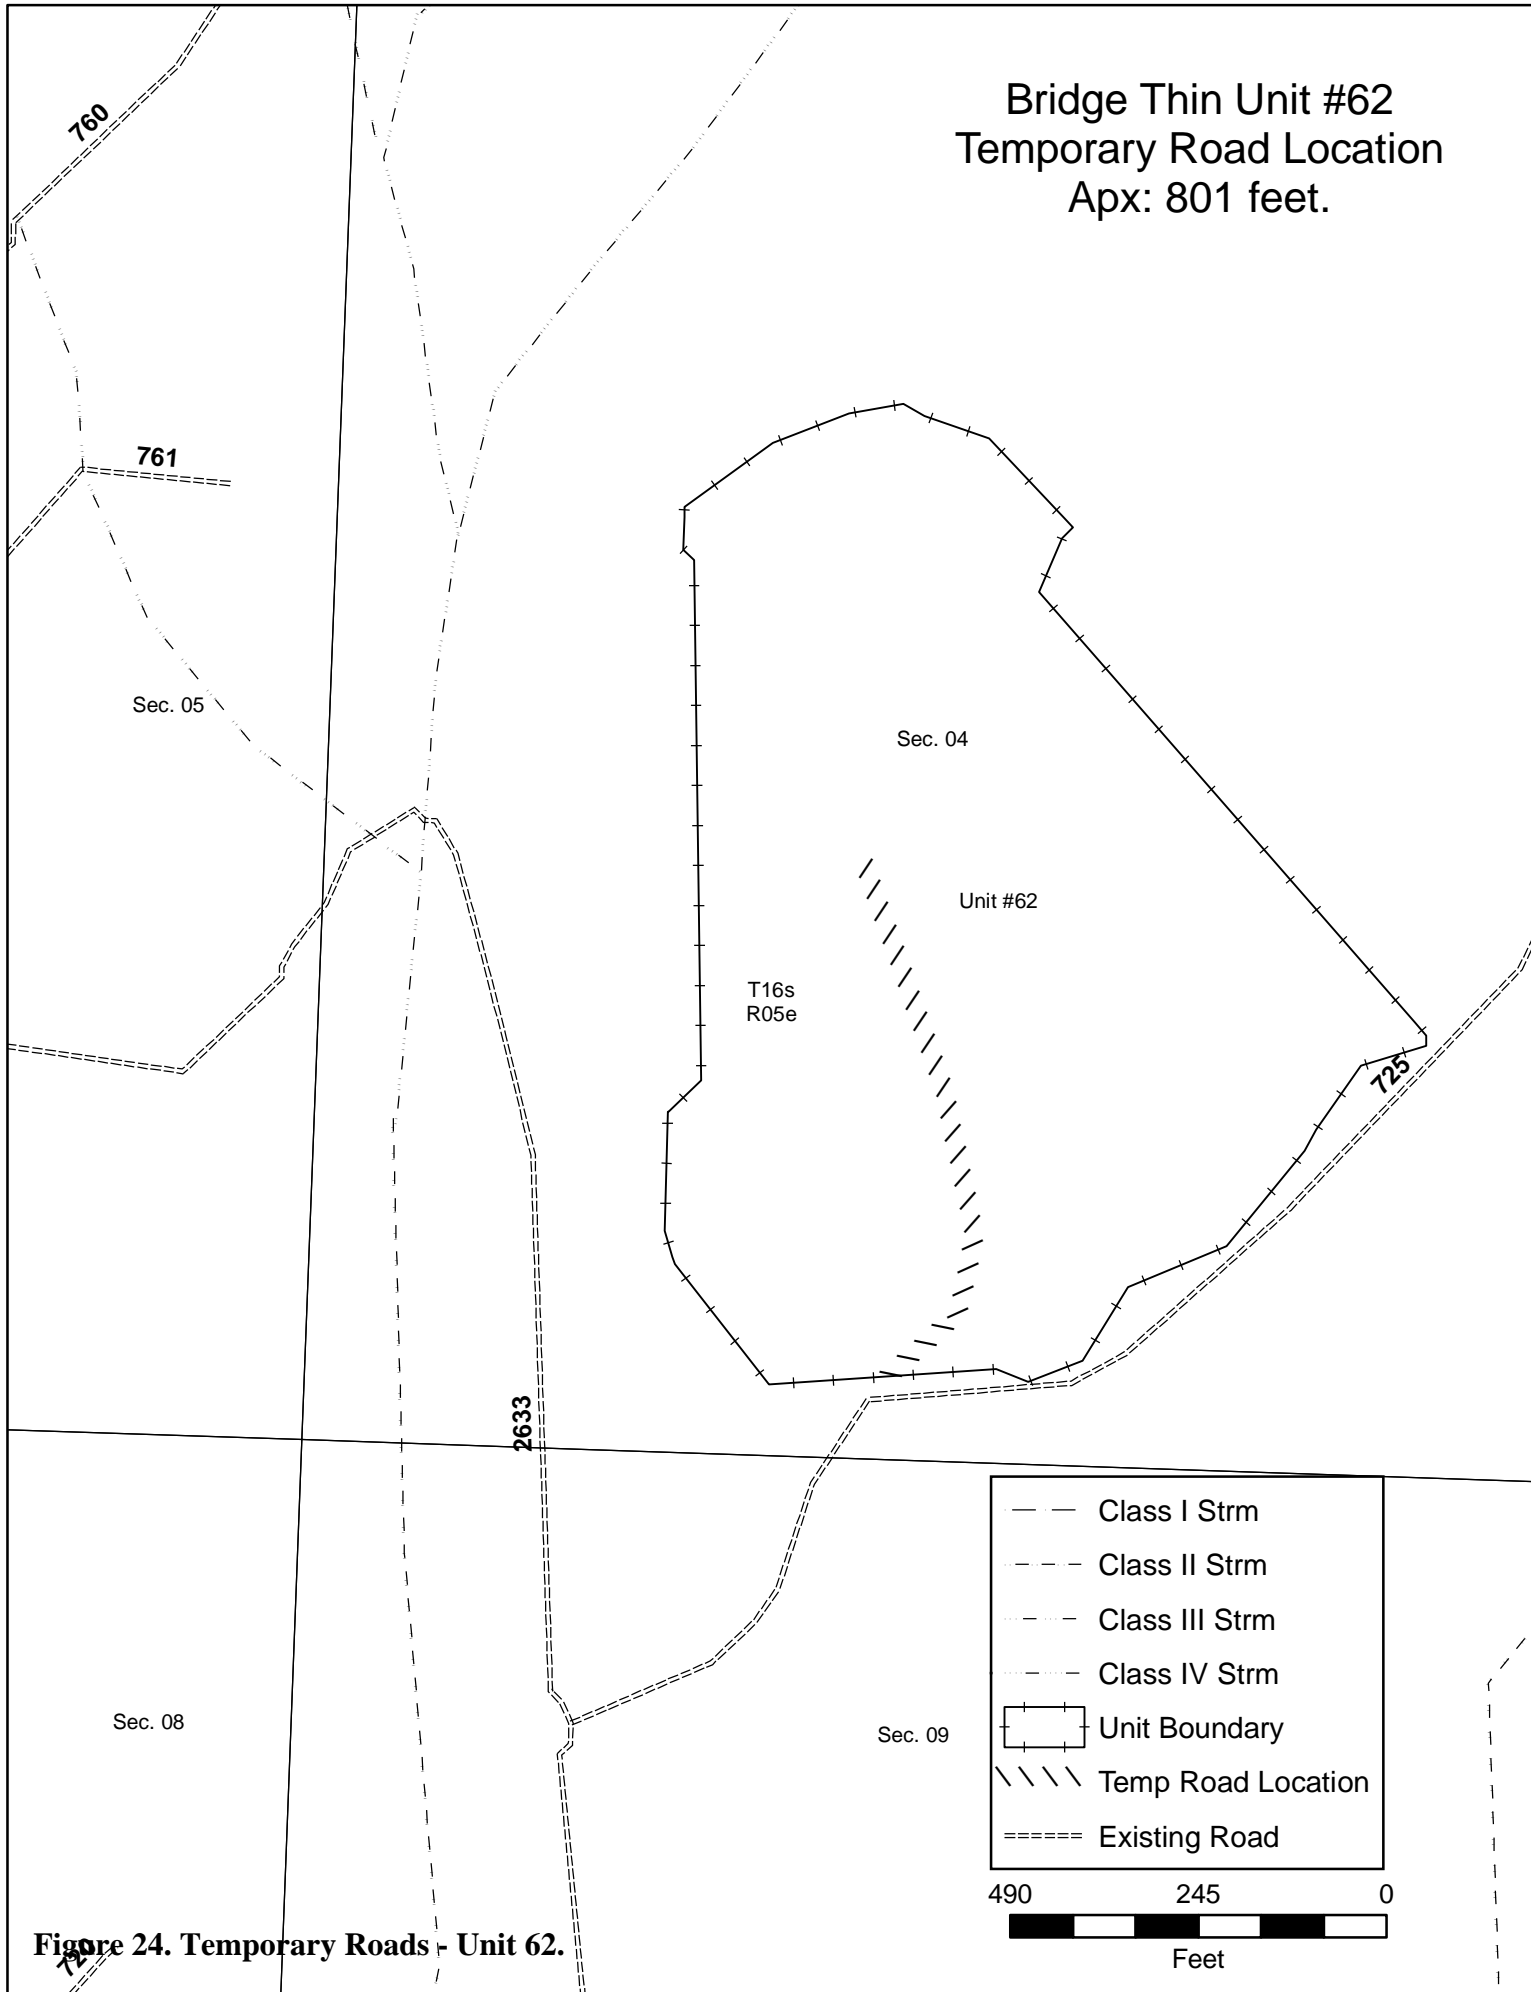 Bridge Thin Unit #62
Temporary Road Location
Apx: 801 feet.
760
761
Sec. 05
Sec. 04
Unit #62
T16s
R05e
725
2633
Class I Strm
Class II Strm
Class III Strm
Class IV Strm
Unit Boundary
Temp Road Location
Existing Road
Sec. 08
Sec. 09
490 245 0
Feet
Figure 24. Temporary Roads - Unit 62.